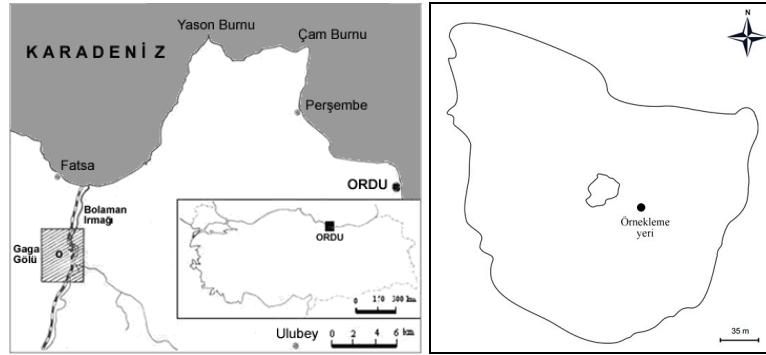 Yason Burnu
Çam Burnu
KARADENİZ
Perşembe
Fatsa
ORDU
Bolaman
Irmağı
Gaga
Gölü
ORDU
0 150 300 km
Ulubey
0 2 4 6
km
N
Örnekleme
yeri
35 m